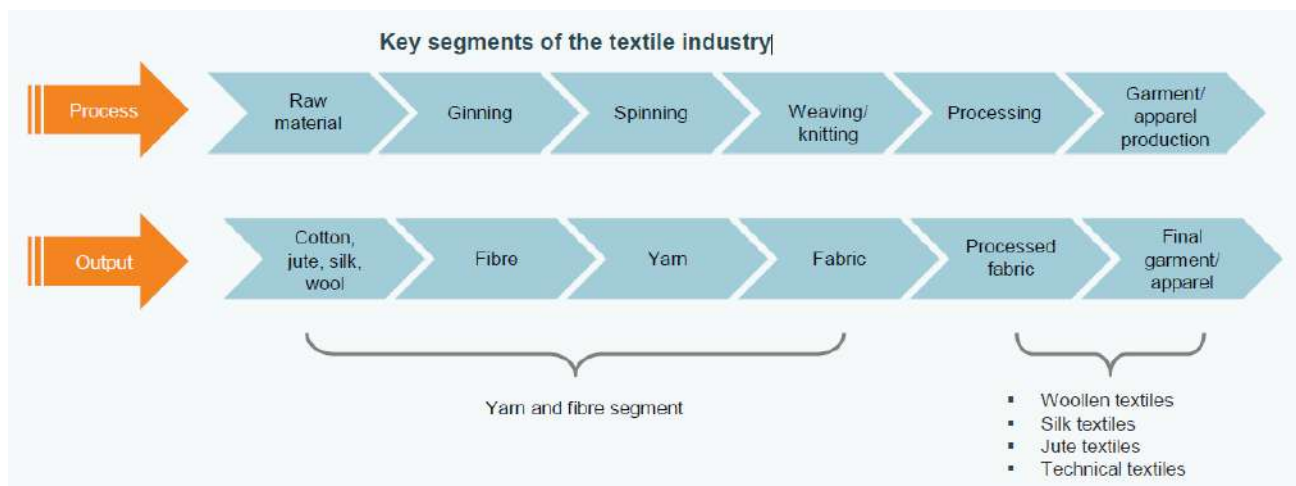 Key segments of the textile industry
Process
Raw
material
Ginning
Spinning
Weaving/
knitting
Processing
Garment/
apparel
production
Output
Cotton,
jute, silk,
wool
Fibre
Yarn
Fabric
Processed
fabric
Final
garment/
apparel
Yarn and fibre segment
▪ Woollen textiles
▪ Silk textiles
▪ Jute textiles
▪ Technical textiles